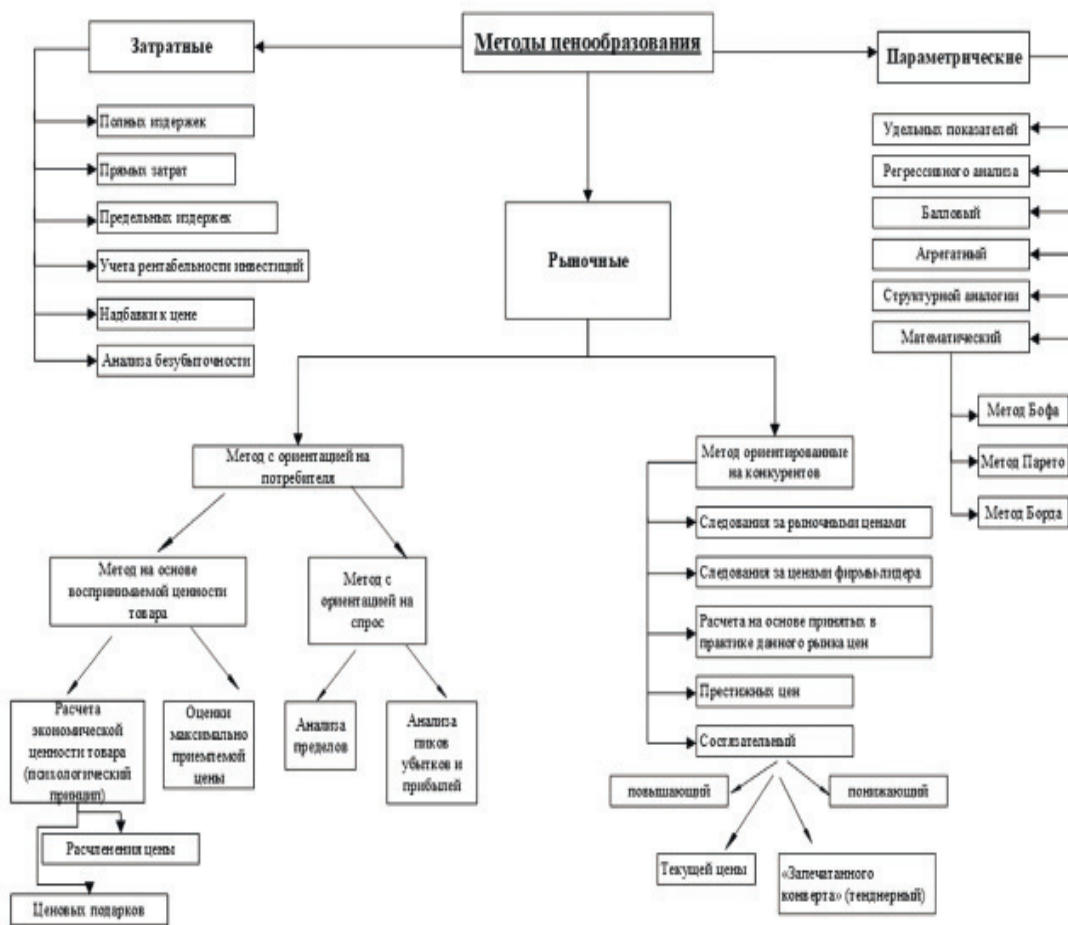 Методы ценообразования
Затратные
Полных издержек
Прямых затрат
Предельных издержек
Учета рентабельности инвестиций
Надбавки к цене
Анализа безубыточности
Рыночные
Метод с ориентацией на
потребителя
Метод на основе
воспринимаемой ценности
товара
Расчета
экономической
ценности товара
(психологический
принцип)
Расчленения цены
Ценовых подарков
Оценки
максимально
приемлемой
цены
Метод с
ориентацией на
спрос
Анализа
пределов
Анализа
пиков
убытков и
прибылей
Метод ориентированные
на конкурентов
Следования за рыночными ценами
Следования за ценами фирмы-лидера
Расчета на основе принятых в
практике данного рынка цен
Престижных цен
Состязательный
повышающий
понижающий
Текущей цены
«Запечатанного
конверта» (тендерный)
Параметрические
Удельных показателей
Регрессивного анализа
Балловый
Агрегатный
Структурной аналогии
Математический
Метод Бофа
Метод Парето
Метод Борда